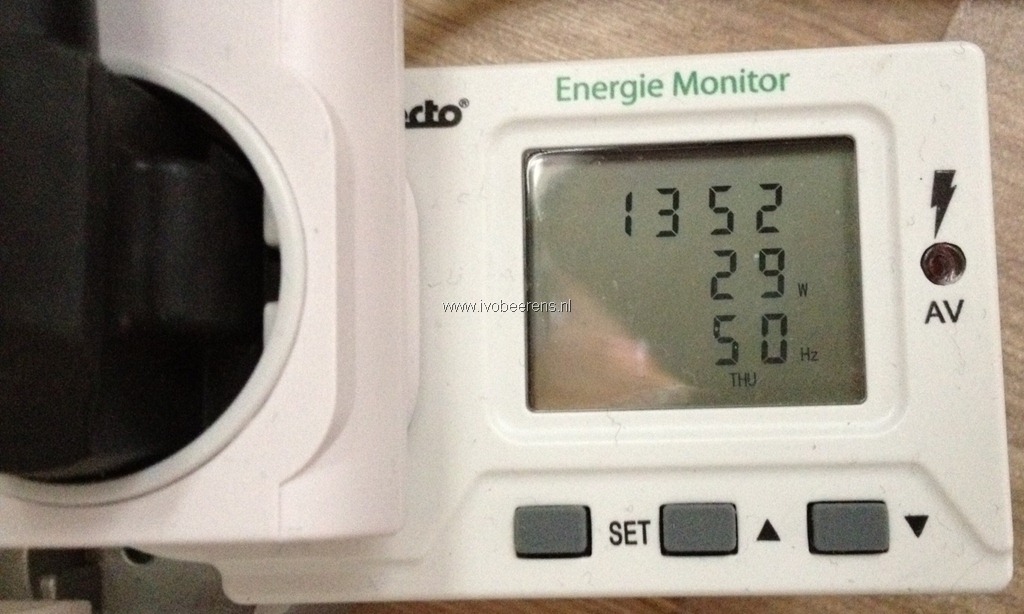 Energie Monitor
ecto®
1352
29 W
50 Hz
THU
AV
SET ▲ ▼
www.ivobeerens.nl